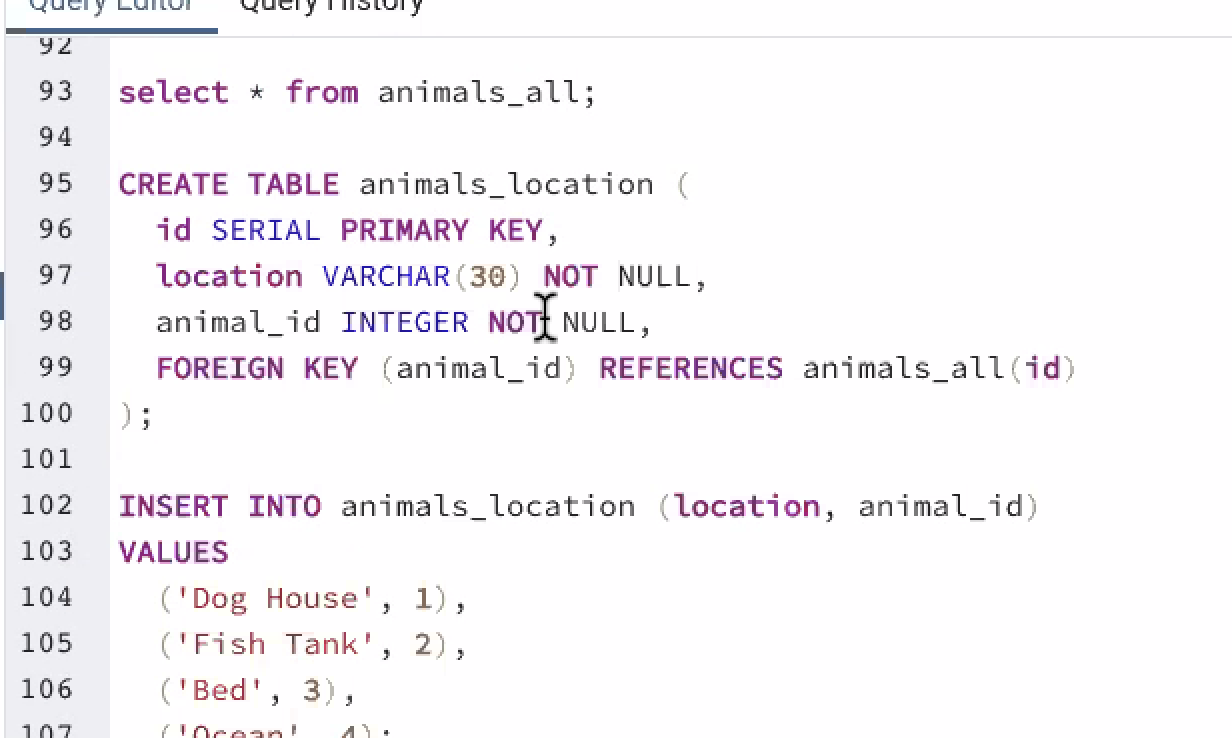 Query Editor Query History
92
93 select * from animals_all;
94
95 CREATE TABLE animals_location (
96 id SERIAL PRIMARY KEY,
97 location VARCHAR(30) NOT NULL,
98 animal_id INTEGER NOT NULL,
99 FOREIGN KEY (animal_id) REFERENCES animals_all(id)
100 );
101
102 INSERT INTO animals_location (location, animal_id)
103 VALUES
104 ('Dog House', 1),
105 ('Fish Tank', 2),
106 ('Bed', 3),
107 ('Ocean', 4);